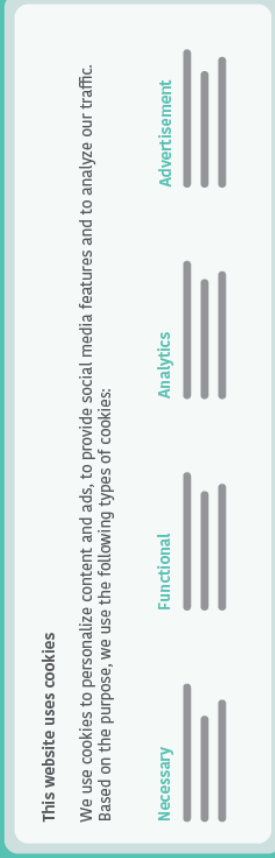 This website uses cookies
We use cookies to personalize content and ads, to provide social media features and to analyze our traffic.
Based on the purpose, we use the following types of cookies:
Necessary
Functional
Analytics
Advertisement